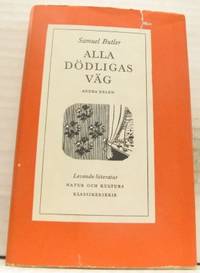 Samuel Butler
ALLA
DÖDLIGAS
VÄG
ANDRA DELEN
Levande litteratur
NATUR OCH KULTURS
KLASSIKERSERIE